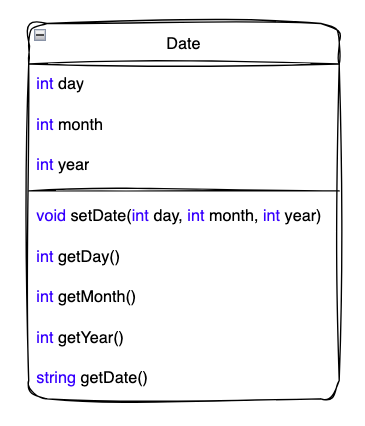 Date
int day
int month
int year
void setDate(int day, int month, int year)
int getDay()
int getMonth()
int getYear()
string getDate()